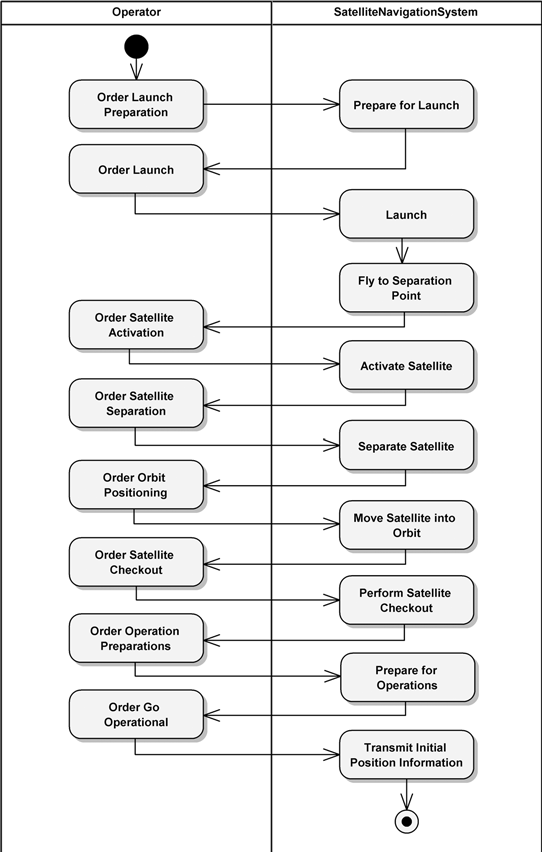 Operator
SatelliteNavigationSystem
Order Launch
Preparation
Prepare for Launch
Order Launch
Launch
Fly to Separation
Point
Order Satellite
Activation
Activate Satellite
Order Satellite
Separation
Separate Satellite
Order Orbit
Positioning
Move Satellite into
Orbit
Order Satellite
Checkout
Perform Satellite
Checkout
Order Operation
Preparations
Prepare for
Operations
Order Go
Operational
Transmit Initial
Position Information